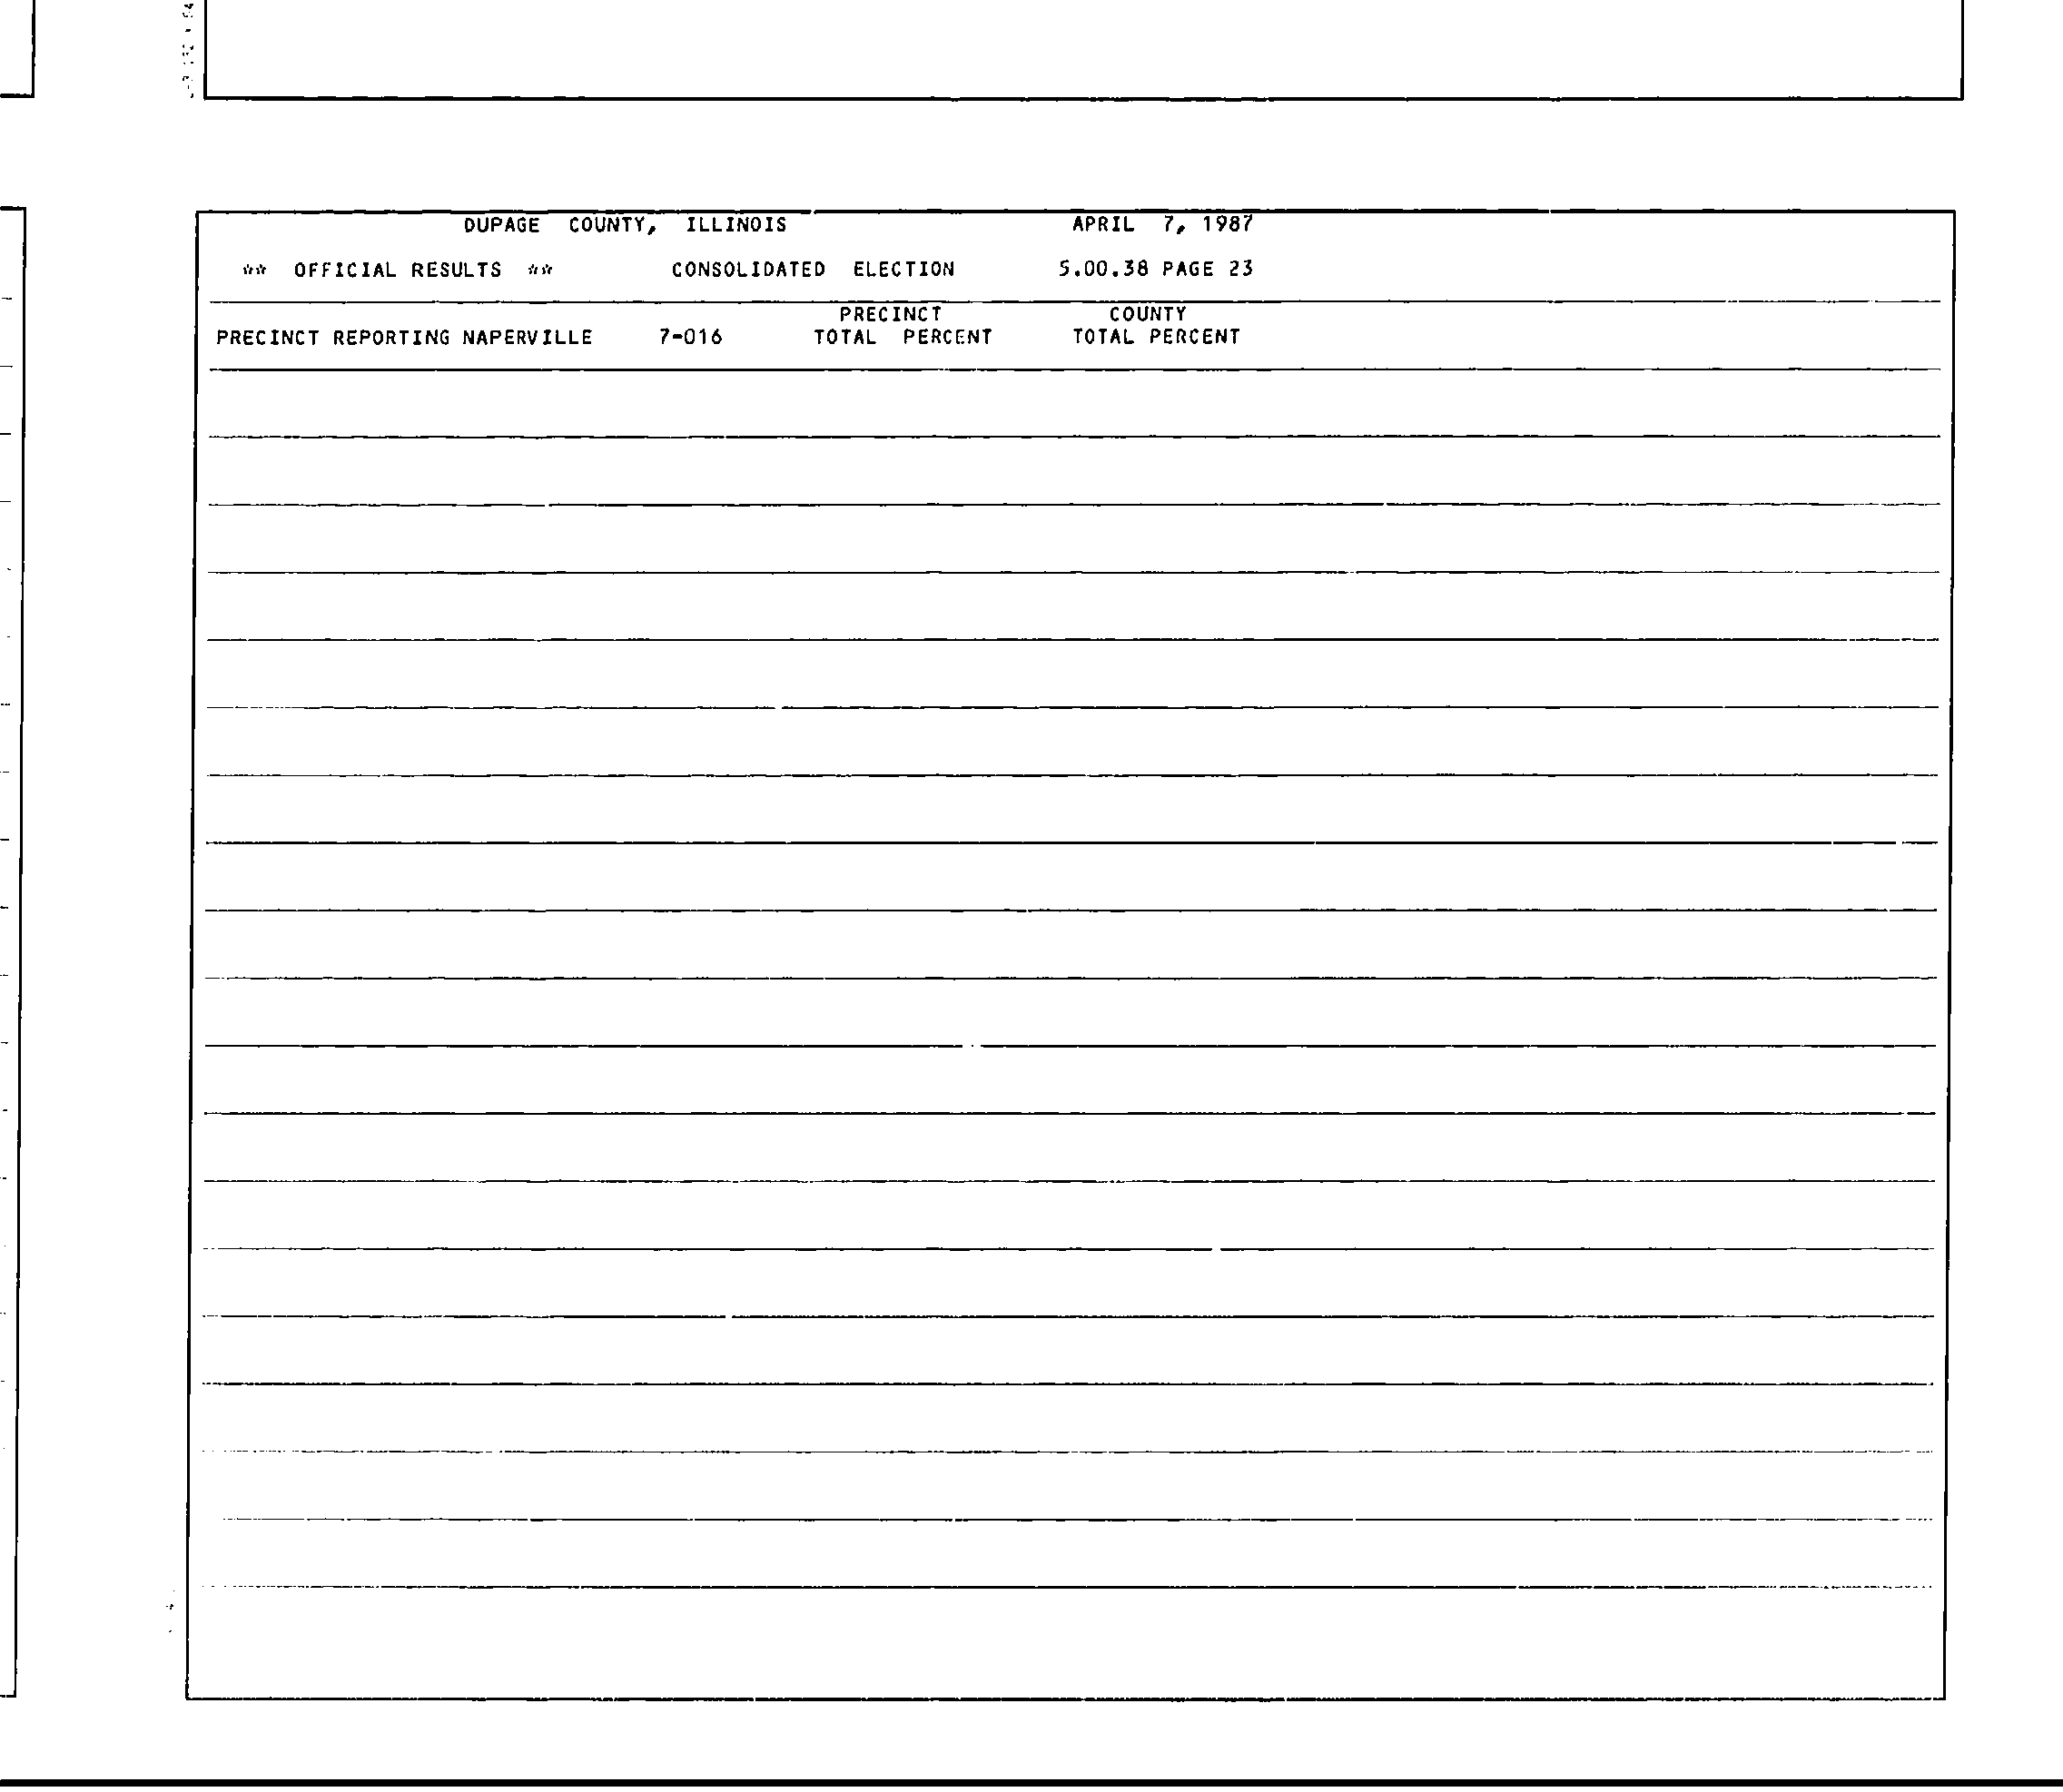 DUPAGE COUNTY, ILLINOIS APRIL 7, 1987
** OFFICIAL RESULTS ** CONSOLIDATED ELECTION 5.00.38 PAGE 23
PRECINCT COUNTY
PRECINCT REPORTING NAPERVILLE 7-016 TOTAL PERCENT TOTAL PERCENT